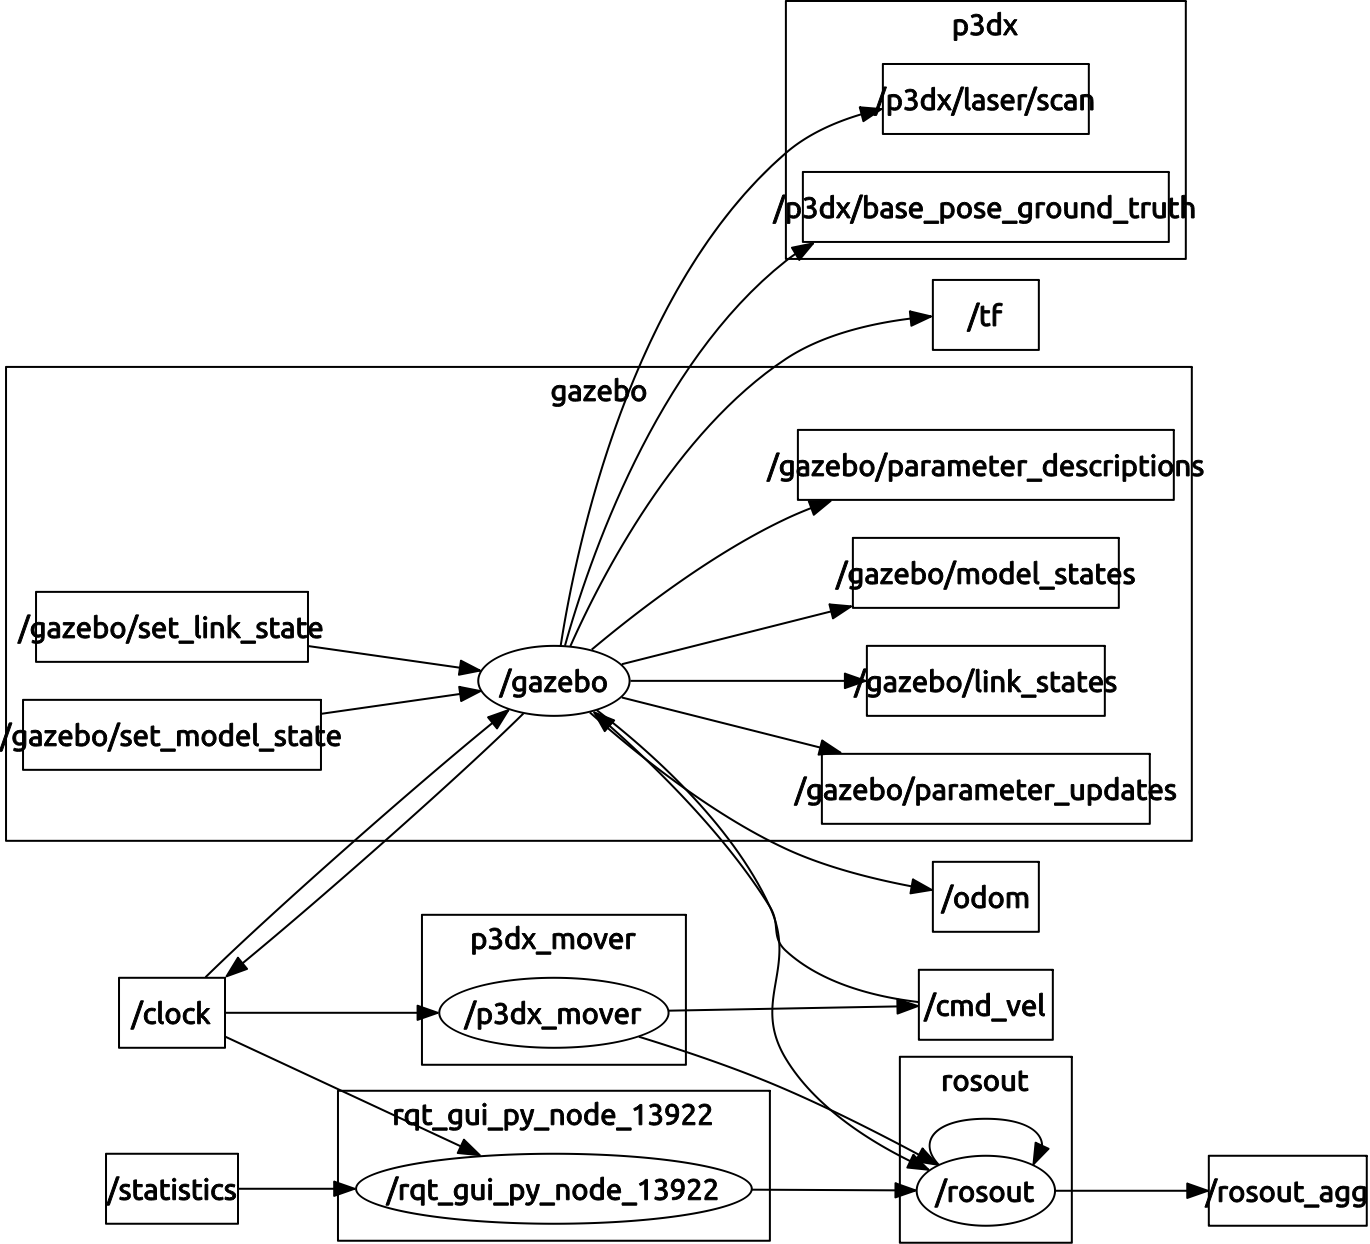 p3dx
/p3dx/laser/scan
/p3dx/base_pose_ground_truth
/tf
gazebo
/gazebo/parameter_descriptions
/gazebo/model_states
/gazebo/set_link_state
/gazebo
/gazebo/link_states
/gazebo/set_model_state
/gazebo/parameter_updates
/odom
p3dx_mover
/clock
/p3dx_mover
/cmd_vel
rosout
rqt_gui_py_node_13922
/statistics
/rqt_gui_py_node_13922
/rosout
/rosout_agg